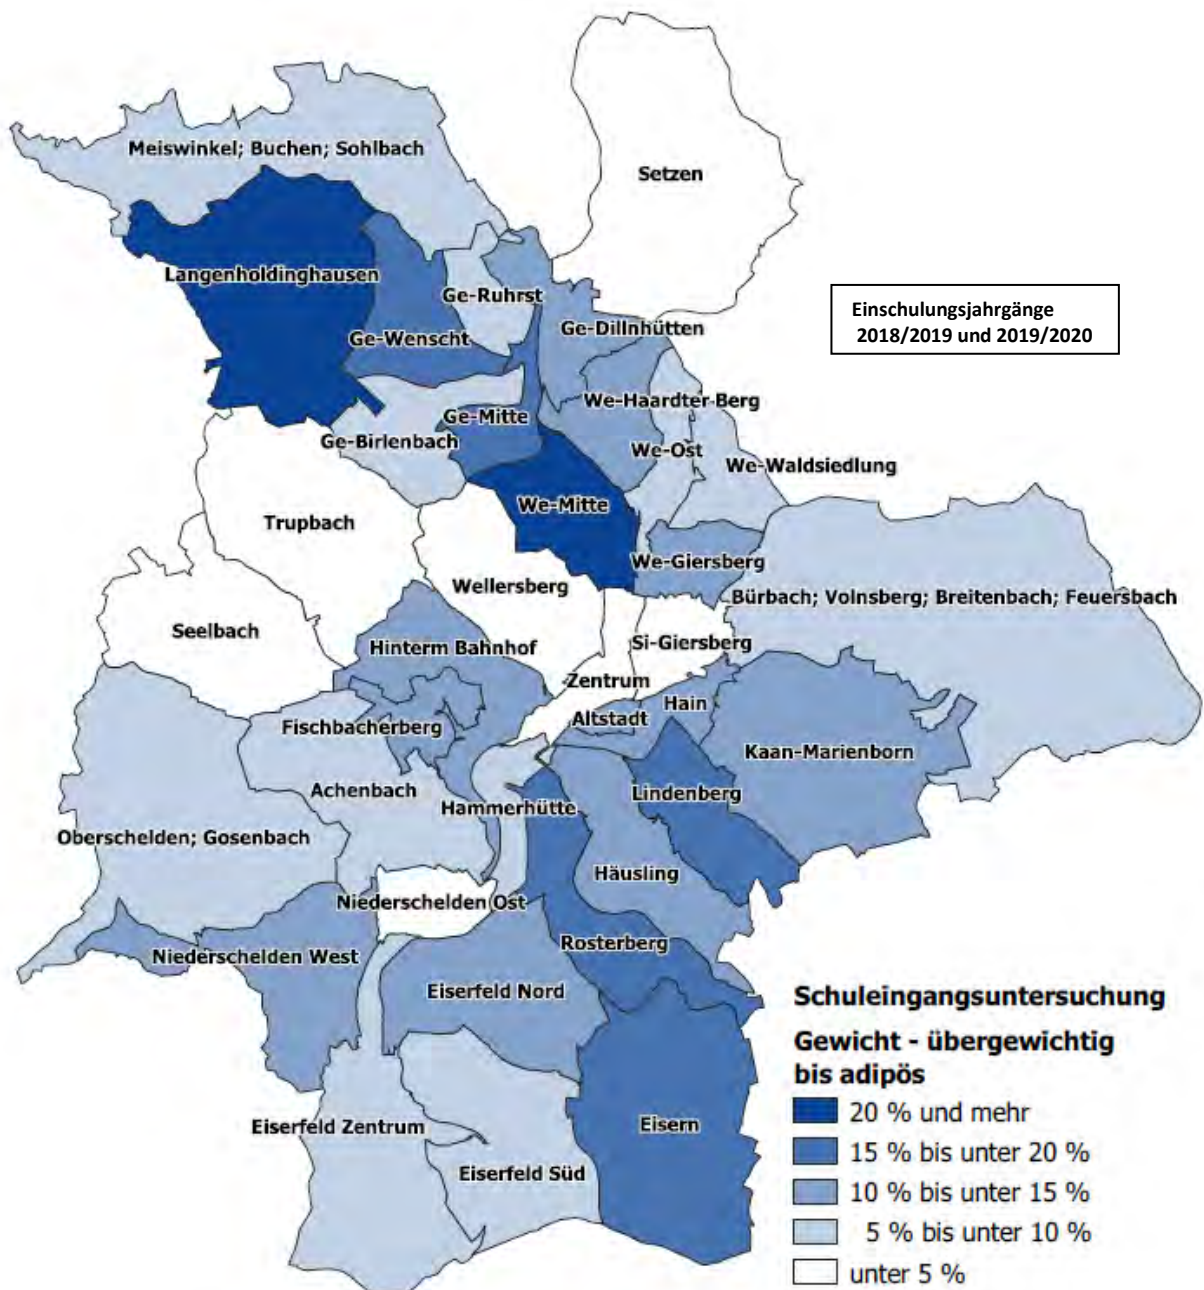 Meiswinkel; Buchen; Sohlbach
Setzen
Langenholdinghausen
Ge-Ruhrst
Einschulungsjahrgänge
2018/2019 und 2019/2020
Ge-Dillnhütten
Ge-Wenscht
We-Haardter Berg
Ge-Mitte
Ge-Birlenbach
We-Ost
We-Waldsiedlung
We-Mitte
Trupbach
We-Giersberg
Wellersberg
Bürbach; Volnsberg; Breitenbach; Feuersbach
Seelbach
Hinterm Bahnhof
Si-Giersberg
Zentrum
Hain
Altstadt
Fischbacherberg
Kaan-Marienborn
Achenbach
Lindenberg
Hammerhütte
Oberschelden; Gosenbach
Häusling
Niederschelden Ost
Rosterberg
Niederschelden West
Eiserfeld Nord
Eisern
Eiserfeld Zentrum
Eiserfeld Süd
Schuleingangsuntersuchung
Gewicht - übergewichtig
bis adipös
20 % und mehr
15 % bis unter 20 %
10 % bis unter 15 %
5 % bis unter 10 %
unter 5 %